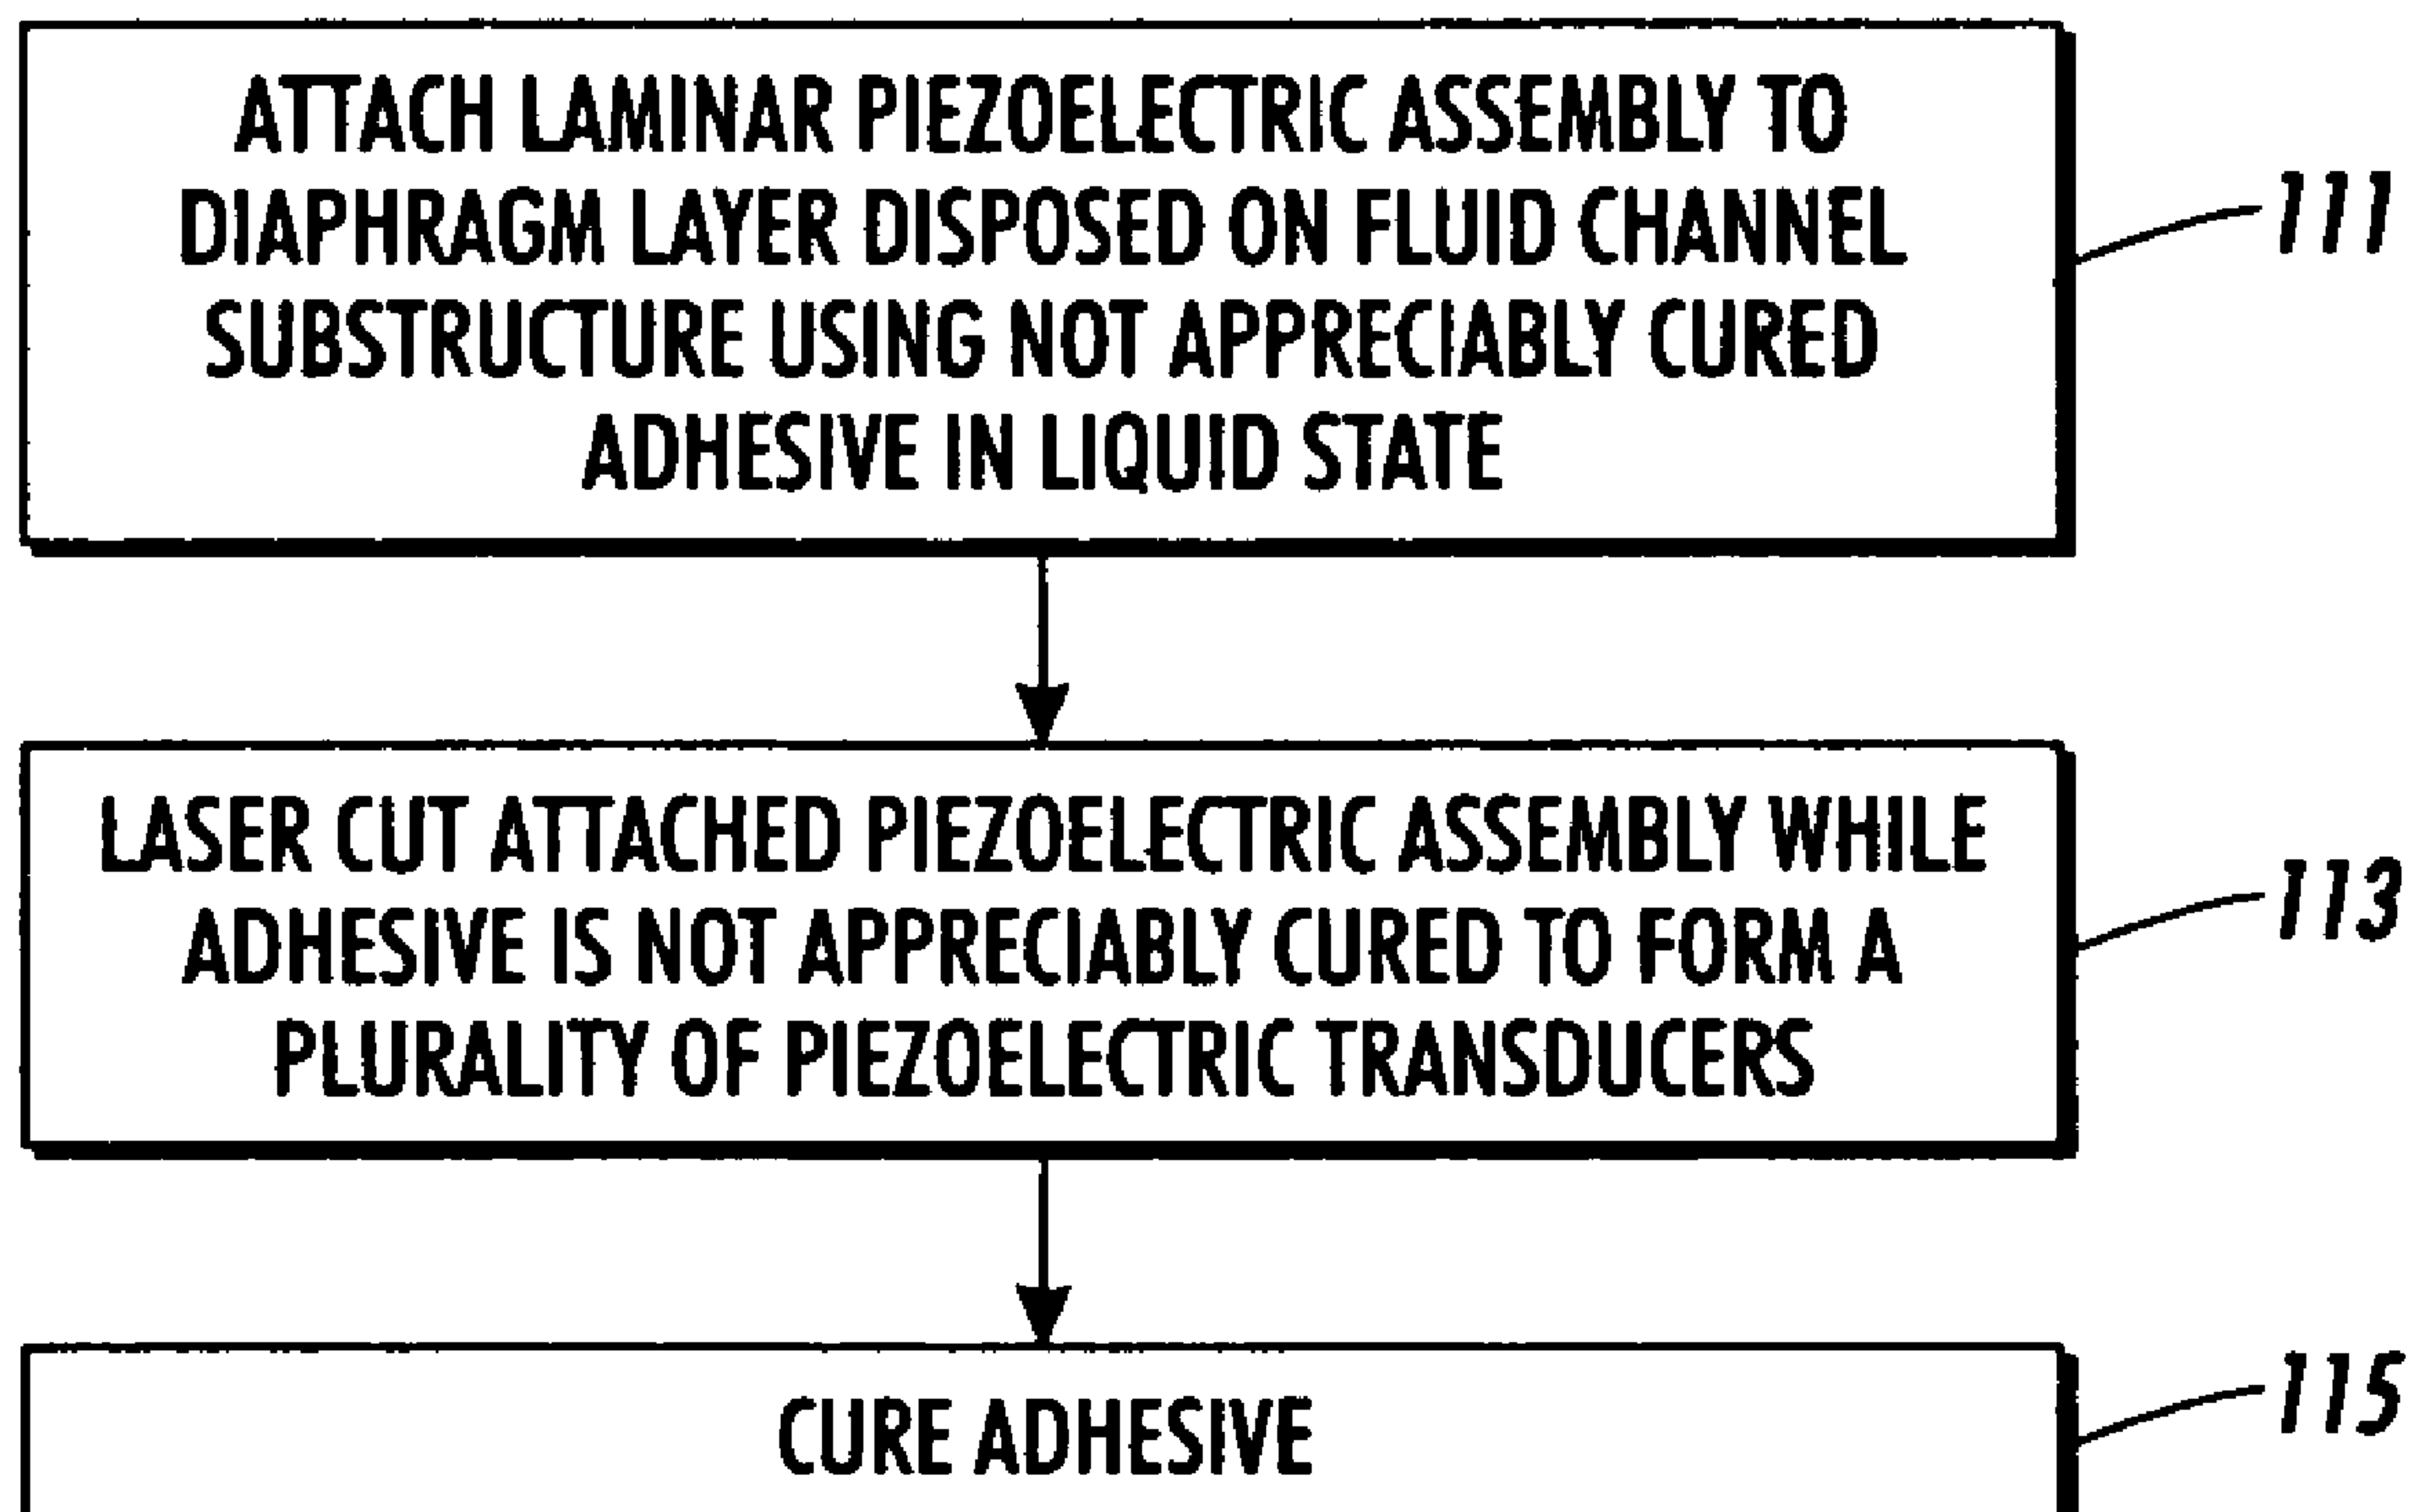 ATTACH LAMINAR PIEZOELECTRIC ASSEMBLY TO
DIAPHRAGM LAYER DISPOSED ON FLUID CHANNEL
SUBSTRUCTURE USING NOT APPRECIABLY CURED
ADHESIVE IN LIQUID STATE
111
LASER CUT ATTACHED PIEZOELECTRIC ASSEMBLY WHILE
ADHESIVE IS NOT APPRECIABLY CURED TO FORM A
PLURALITY OF PIEZOELECTRIC TRANSDUCERS
113
CURE ADHESIVE
115